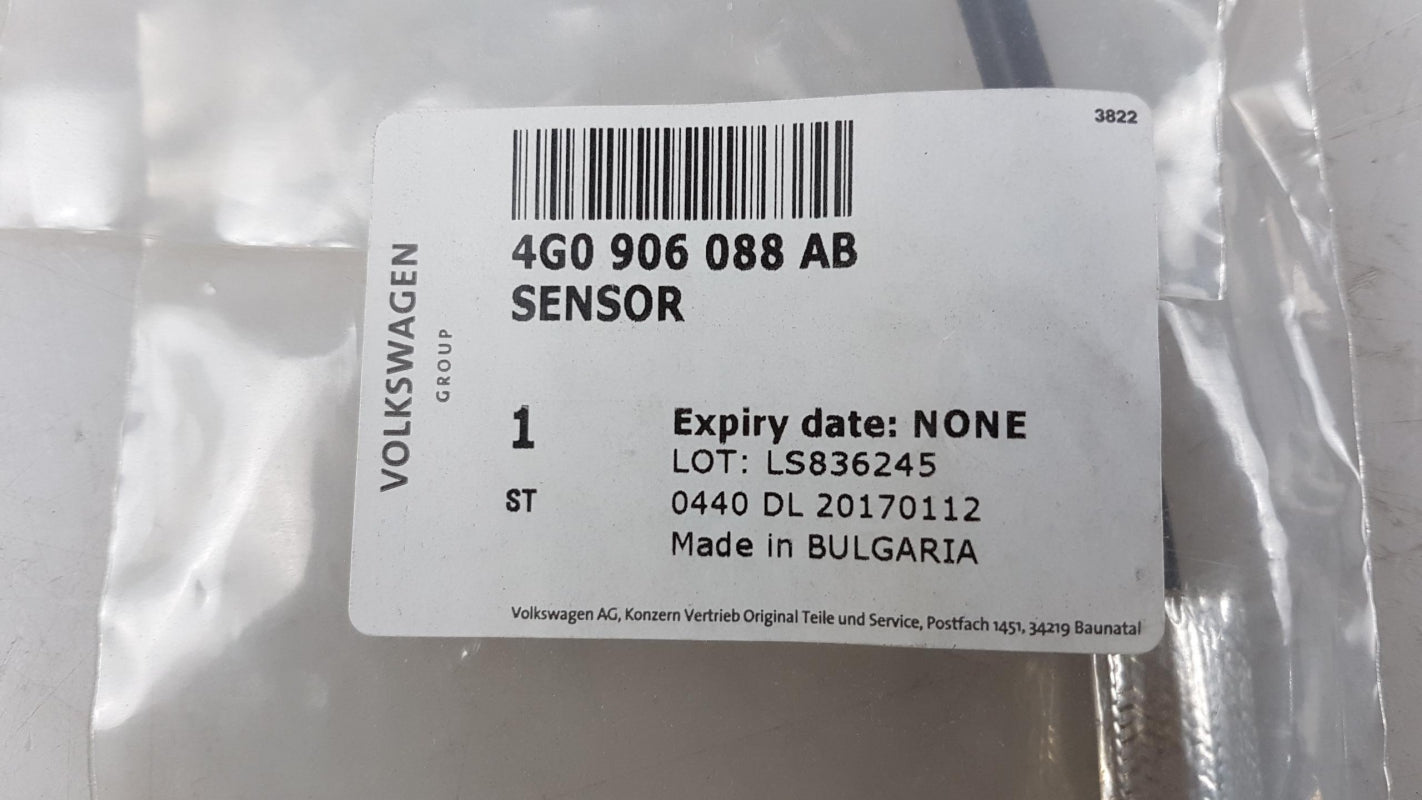 3822
4G0 906 088 AB
SENSOR
VOLKSWAGEN
GROUP
1
ST
Expiry date: NONE
LOT: LS836245
0440 DL 20170112
Made in BULGARIA
Volkswagen AG, Konzern Vertrieb Original Teile und Service, Postfach 1451, 34219 Baunatal